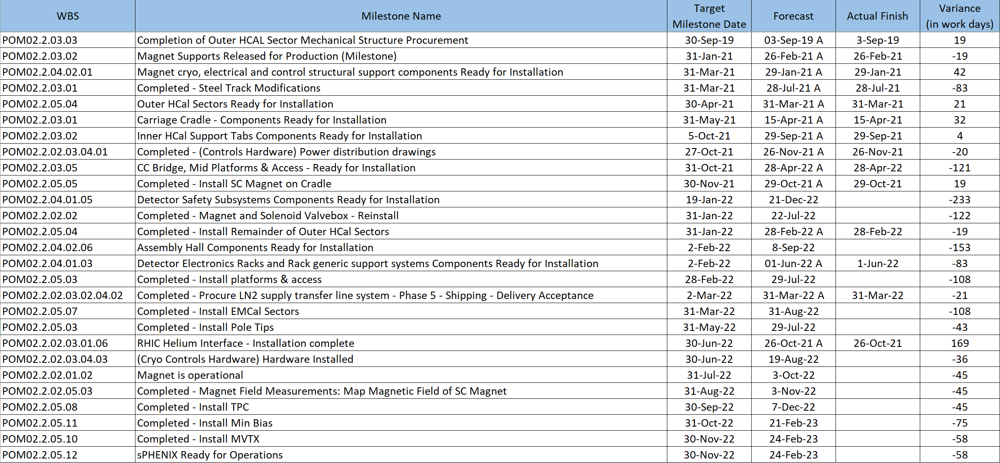 WBS Milestone Name Target Milestone Date Forecast Actual Finish Variance (in work days)
POM02.2.03.03 Completion of Outer HCAL Sector Mechanical Structure Procurement 30-Sep-19 03-Sep-19 A 3-Sep-19 19
POM02.2.03.02 Magnet Supports Released for Production (Milestone) 31-Jan-21 26-Feb-21 A 26-Feb-21 -19
POM02.2.04.02.01 Magnet cryo, electrical and control structural support components Ready for Installation 31-Mar-21 29-Jan-21 A 29-Jan-21 42
POM02.2.03.01 Completed - Steel Track Modifications 31-Mar-21 28-Jul-21 A 28-Jul-21 -83
POM02.2.05.04 Outer HCal Sectors Ready for Installation 30-Apr-21 31-Mar-21 A 31-Mar-21 21
POM02.2.03.01 Carriage Cradle - Components Ready for Installation 31-May-21 15-Apr-21 A 15-Apr-21 32
POM02.2.03.02 Inner HCal Support Tabs Components Ready for Installation 5-Oct-21 29-Sep-21 A 29-Sep-21 4
POM02.2.02.03.04.01 Completed - (Controls Hardware) Power distribution drawings 27-Oct-21 26-Nov-21 A 26-Nov-21 -20
POM02.2.03.05 CC Bridge, Mid Platforms & Access - Ready for Installation 31-Oct-21 28-Apr-22 A 28-Apr-22 -121
POM02.2.05.05 Completed - Install SC Magnet on Cradle 30-Nov-21 29-Oct-21 A 29-Oct-21 19
POM02.2.04.01.05 Detector Safety Subsystems Components Ready for Installation 19-Jan-22 21-Dec-22 -233
POM02.2.02.02 Completed - Magnet and Solenoid Valvebox - Reinstall 31-Jan-22 22-Jul-22 -122
POM02.2.05.04 Completed - Install Remainder of Outer HCal Sectors 31-Jan-22 28-Feb-22 A 28-Feb-22 -19
POM02.2.04.02.06 Assembly Hall Components Ready for Installation 2-Feb-22 8-Sep-22 -153
POM02.2.04.01.03 Detector Electronics Racks and Rack generic support systems Components Ready for Installation 2-Feb-22 01-Jun-22 A 1-Jun-22 -83
POM02.2.05.03 Completed - Install platforms & access 28-Feb-22 29-Jul-22 -108
POM02.2.02.03.02.04.02 Completed - Procure LN2 supply transfer line system - Phase 5 - Shipping - Delivery Acceptance 2-Mar-22 31-Mar-22 A 31-Mar-22 -21
POM02.2.05.07 Completed - Install EMCal Sectors 31-Mar-22 31-Aug-22 -108
POM02.2.05.03 Completed - Install Pole Tips 31-May-22 29-Jul-22 -43
POM02.2.02.03.01.06 RHIC Helium Interface - Installation complete 30-Jun-22 26-Oct-21 A 26-Oct-21 169
POM02.2.02.03.04.03 (Cryo Controls Hardware) Hardware Installed 30-Jun-22 19-Aug-22 -36
POM02.2.02.01.02 Magnet is operational 31-Jul-22 3-Oct-22 -45
POM02.2.02.05.03 Completed - Magnet Field Measurements: Map Magnetic Field of SC Magnet 31-Aug-22 3-Nov-22 -45
POM02.2.05.08 Completed - Install TPC 30-Sep-22 7-Dec-22 -45
POM02.2.05.11 Completed - Install Min Bias 31-Oct-22 21-Feb-23 -75
POM02.2.05.10 Completed - Install MVTX 30-Nov-22 24-Feb-23 -58
POM02.2.05.12 sPHENIX Ready for Operations 30-Nov-22 24-Feb-23 -58